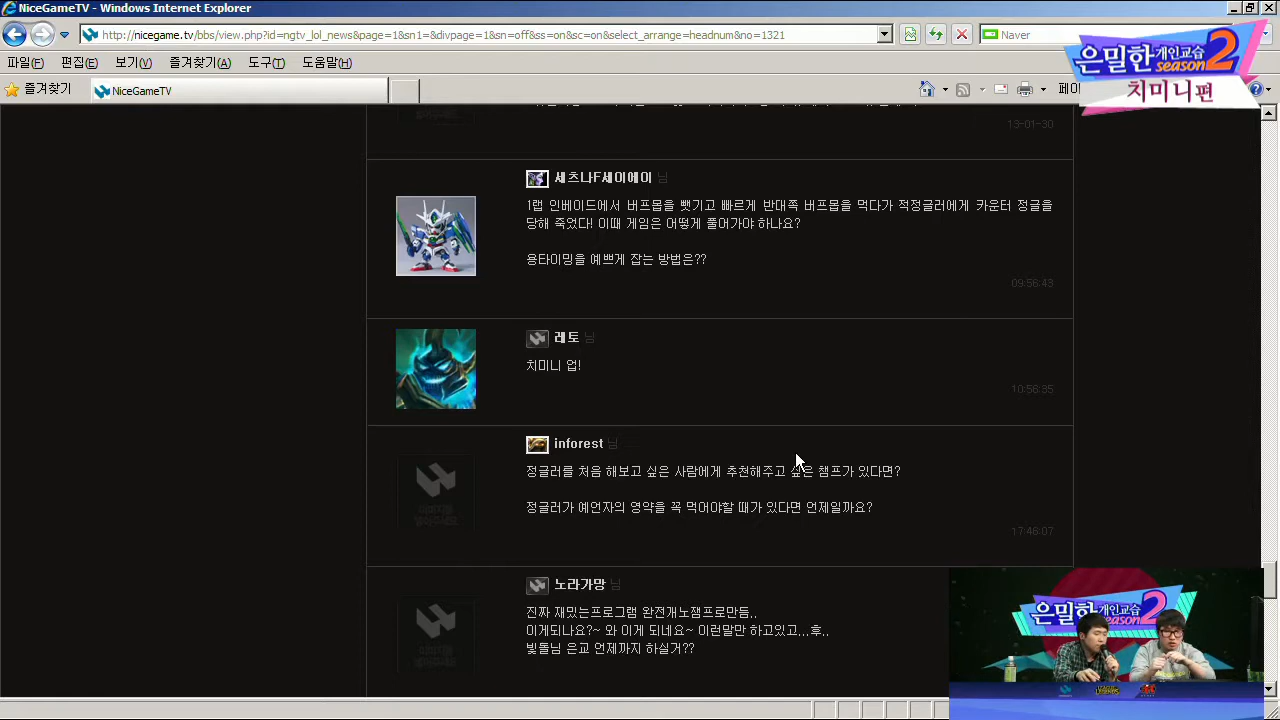 NiceGameTV - Windows Internet Explorer
http://nicegame.tv/bbs/view.php?id=ngtv_lol_news&page=1&sn1=&divpage=1&sn=off&ss=on&sc=on&select_arrange=headnum&no=1321
Naver
파일(F) 편집(E) 보기(V) 즐겨찾기(A) 도구(T) 도움말(H)
즐겨찾기
NiceGameTV
은밀한 개인교습 season 2
치미니편
13-01-30
세츠나F세이에이 님
1랩 인베이드에서 버프몹을 뺏기고 빠르게 반대쪽 버프몹을 먹다가 적정글러에게 카운터 정글을
당해 죽었다! 이때 게임은 어떻게 풀어가야 하나요?
용타이밍을 예쁘게 잡는 방법은??
09:56:43
레토 님
치미니 업!
10:56:35
inforest 님
정글러를 처음 해보고 싶은 사람에게 추천해주고 싶은 챔프가 있다면?
정글러가 예언자의 영약을 꼭 먹어야할 때가 있다면 언제일까요?
17:46:07
노라가망 님
진짜 재밌는프로그램 완전개노잼프로만듬..
이게되나요?~ 와 이게 되네요~ 이런말만 하고있고...후..
빛돌님 은교 언제까지 하실거??
은밀한 개인교습 2